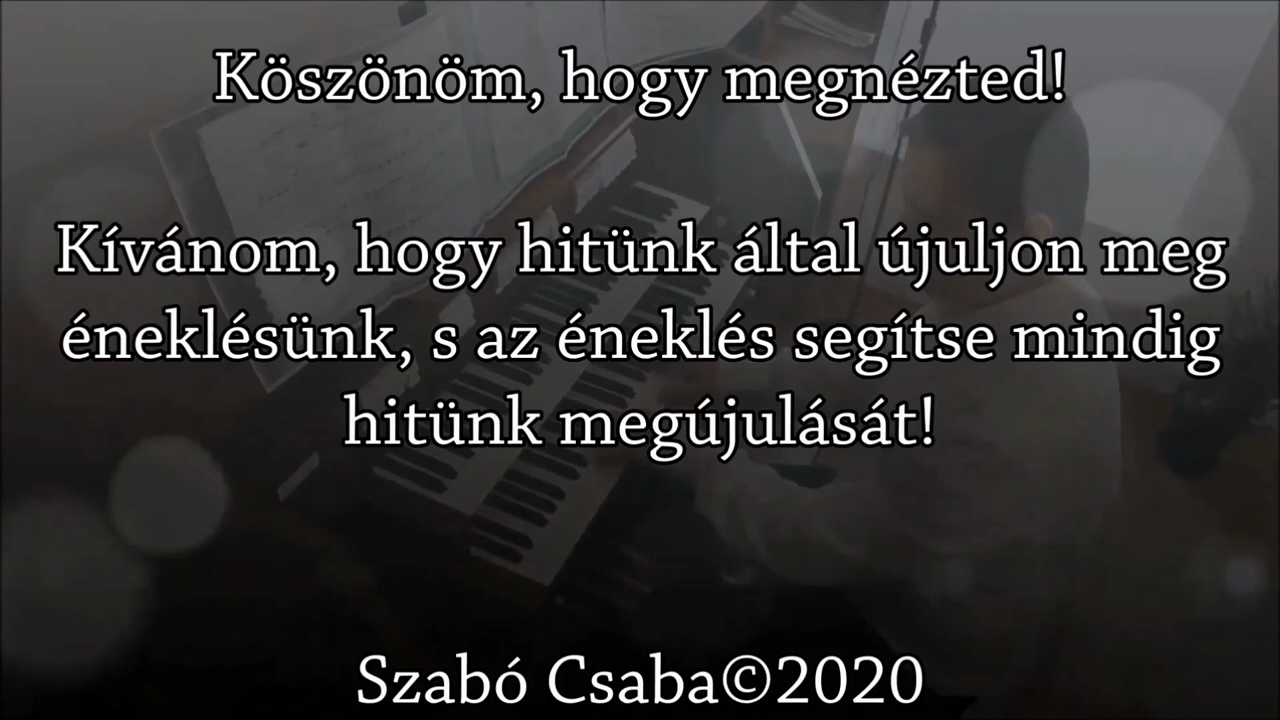 Köszönöm, hogy megnézted!
Kívánom, hogy hitünk által újuljon meg
éneklésünk, s az éneklés segítse mindig
hitünk megújulását!
Szabó Csaba©2020